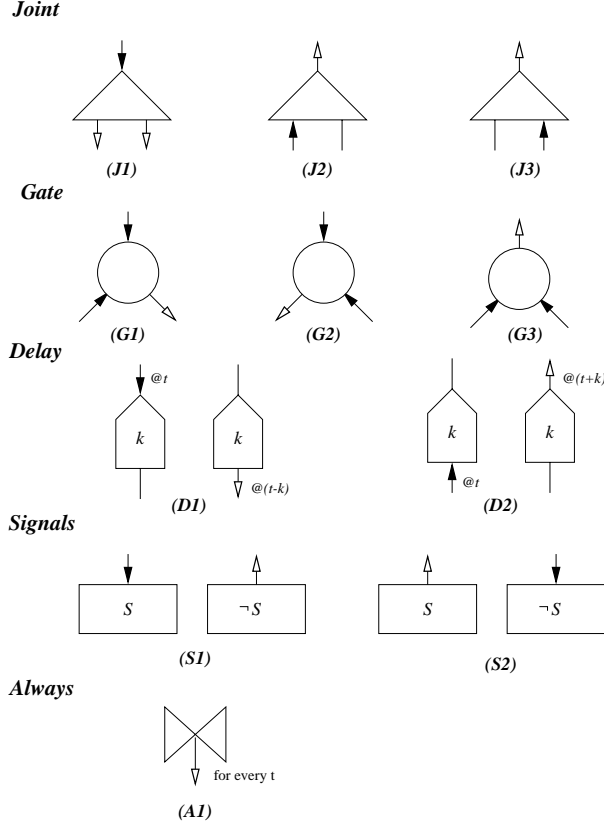 Joint
(J1) (J2) (J3)
Gate
(G1) (G2) (G3)
Delay
@t @(t+k)
k k k k
@(t-k) @t
(D1) (D2)
Signals
S ¬S S ¬S
(S1) (S2)
Always
for every t
(A1)